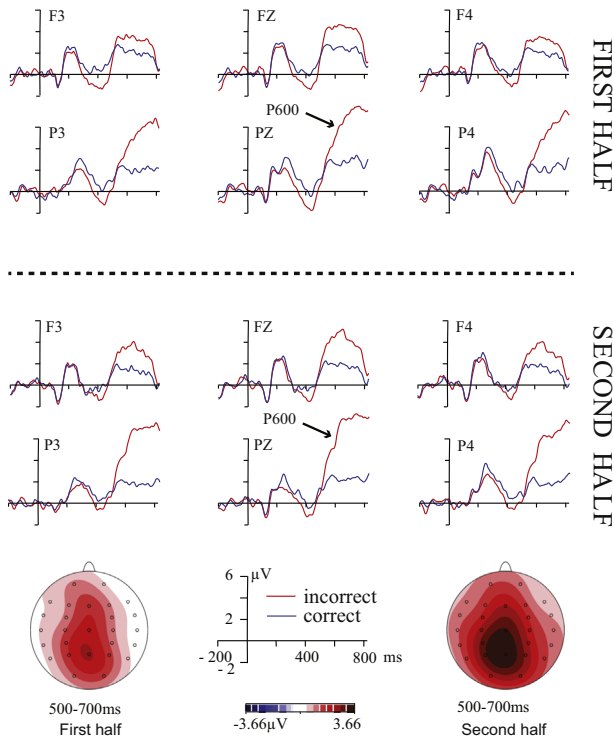 F3 FZ F4
P3 P600 PZ P4
FIRST HALF
F3 FZ F4
P3 P600 PZ P4
SECOND HALF
6 µV
2
-2
-200 400 800 ms
incorrect
correct
500-700ms
First half
-3.66µV 3.66
500-700ms
Second half